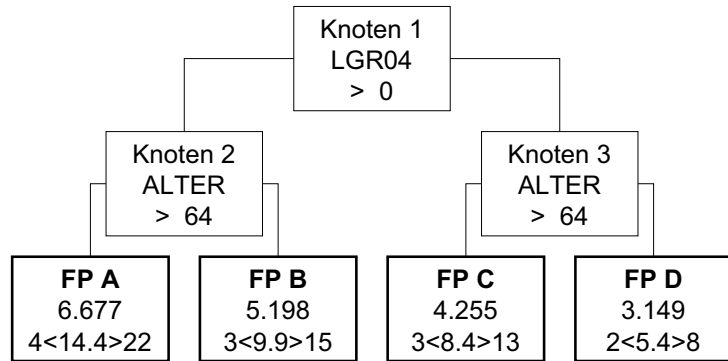 Knoten 1
LGR04
> 0
Knoten 2
ALTER
> 64
Knoten 3
ALTER
> 64
FP A
6.677
4<14.4>22
FP B
5.198
3<9.9>15
FP C
4.255
3<8.4>13
FP D
3.149
2<5.4>8